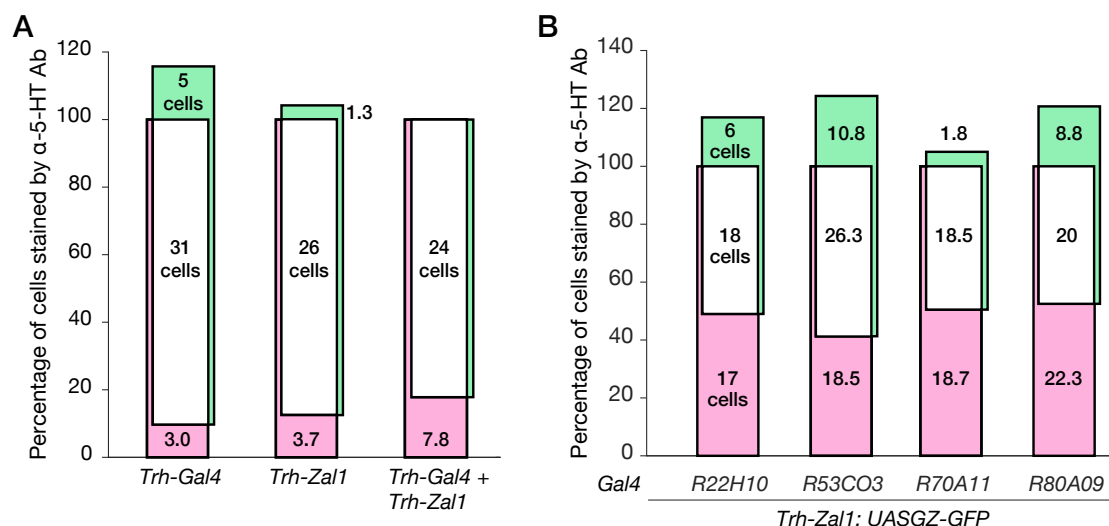 A
Percentage of cells stained by α-5-HT Ab
120
100
80
60
40
20
0
5
cells
1.3
31
cells
26
cells
24
cells
3.0
3.7
7.8
Trh-Gal4
Trh-Zal1
Trh-Gal4 +
Trh-Zal1
B
Percentage of cells stained by α-5-HT Ab
140
120
100
80
60
40
20
0
6
cells
10.8
1.8
8.8
18
cells
26.3
18.5
20
17
cells
18.5
18.7
22.3
Gal4
R22H10
R53CO3
R70A11
R80A09
Trh-Zal1; UASGZ-GFP